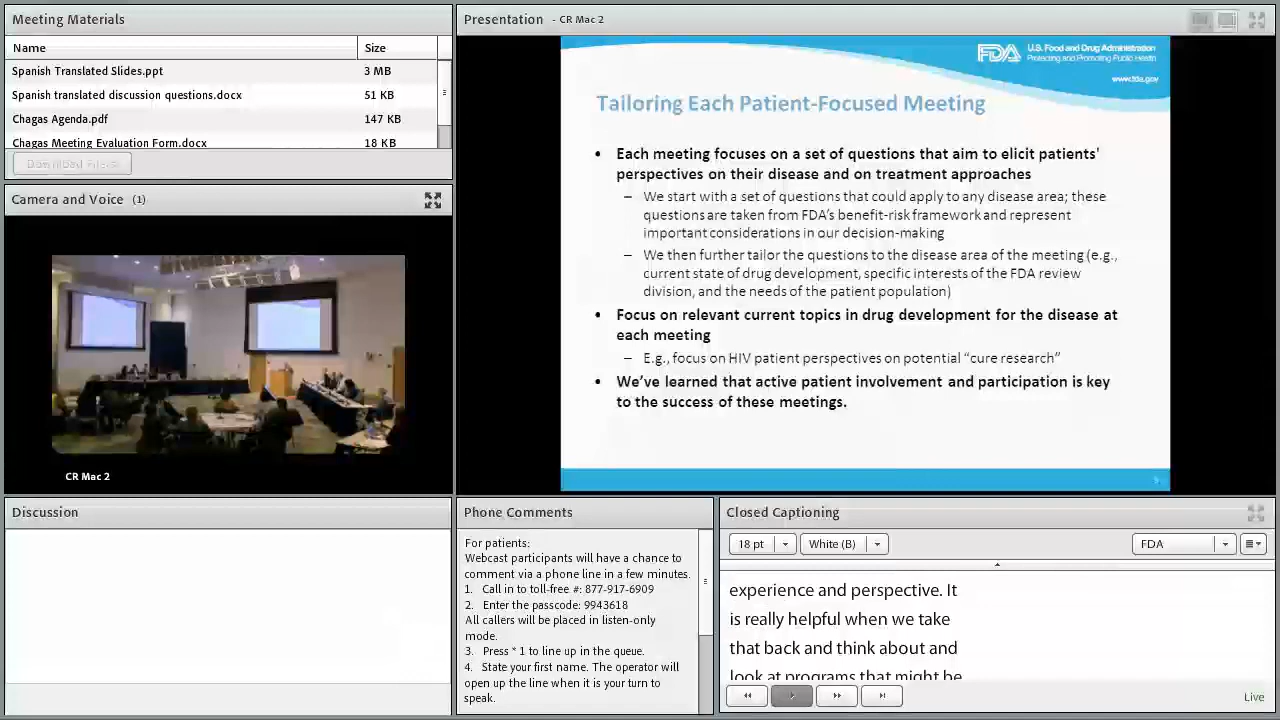 Meeting Materials
Name Size
Spanish Translated Slides.ppt 3 MB
Spanish translated discussion questions.docx 51 KB
Chagas Agenda.pdf 147 KB
Chagas Meeting Evaluation Form.docx 18 KB
Download File(s)
Camera and Voice (1)
CR Mac 2
Presentation - CR Mac 2
FDA U.S. Food and Drug Administration
Protecting and Promoting Public Health
www.fda.gov
Tailoring Each Patient-Focused Meeting
• Each meeting focuses on a set of questions that aim to elicit patients'
perspectives on their disease and on treatment approaches
– We start with a set of questions that could apply to any disease area; these
questions are taken from FDA's benefit-risk framework and represent
important considerations in our decision-making
– We then further tailor the questions to the disease area of the meeting (e.g.,
current state of drug development, specific interests of the FDA review
division, and the needs of the patient population)
• Focus on relevant current topics in drug development for the disease at
each meeting
– E.g., focus on HIV patient perspectives on potential “cure research”
• We've learned that active patient involvement and participation is key
to the success of these meetings.
Discussion
Phone Comments
For patients:
Webcast participants will have a chance to
comment via a phone line in a few minutes.
1. Call in to toll-free #: 877-917-6909
2. Enter the passcode: 9943618
All callers will be placed in listen-only
mode.
3. Press * 1 to line up in the queue.
4. State your first name. The operator will
open up the line when it is your turn to
speak.
Closed Captioning
18 pt White (B) FDA
experience and perspective. It
is really helpful when we take
that back and think about and
look at programs that might be
Live